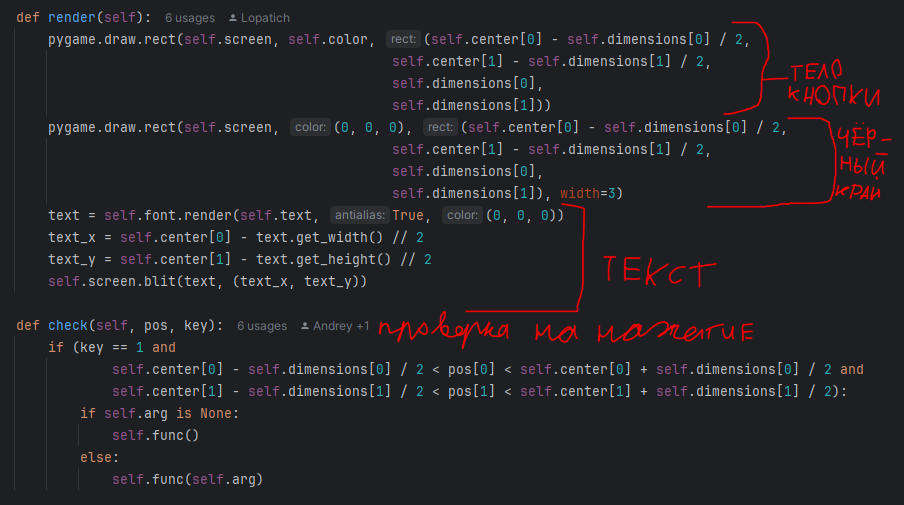 def render(self): 6 usages Lopatich
pygame.draw.rect(self.screen, self.color, rect: (self.center[0] - self.dimensions[0] / 2,
self.center[1] - self.dimensions[1] / 2,
self.dimensions[0],
self.dimensions[1]))
ТЕЛО
КНОПКИ
pygame.draw.rect(self.screen, color: (0, 0, 0), rect: (self.center[0] - self.dimensions[0] / 2,
self.center[1] - self.dimensions[1] / 2,
self.dimensions[0],
self.dimensions[1]), width=3)
ЧЁР-
НЫЙ
КРАЙ
text = self.font.render(self.text, antialias: True, color: (0, 0, 0))
text_x = self.center[0] - text.get_width() // 2
text_y = self.center[1] - text.get_height() // 2
self.screen.blit(text, (text_x, text_y))
ТЕКСТ
def check(self, pos, key): 6 usages Andrey +1 проверка на нажатие
if (key == 1 and
self.center[0] - self.dimensions[0] / 2 < pos[0] < self.center[0] + self.dimensions[0] / 2 and
self.center[1] - self.dimensions[1] / 2 < pos[1] < self.center[1] + self.dimensions[1] / 2):
if self.arg is None:
self.func()
else:
self.func(self.arg)